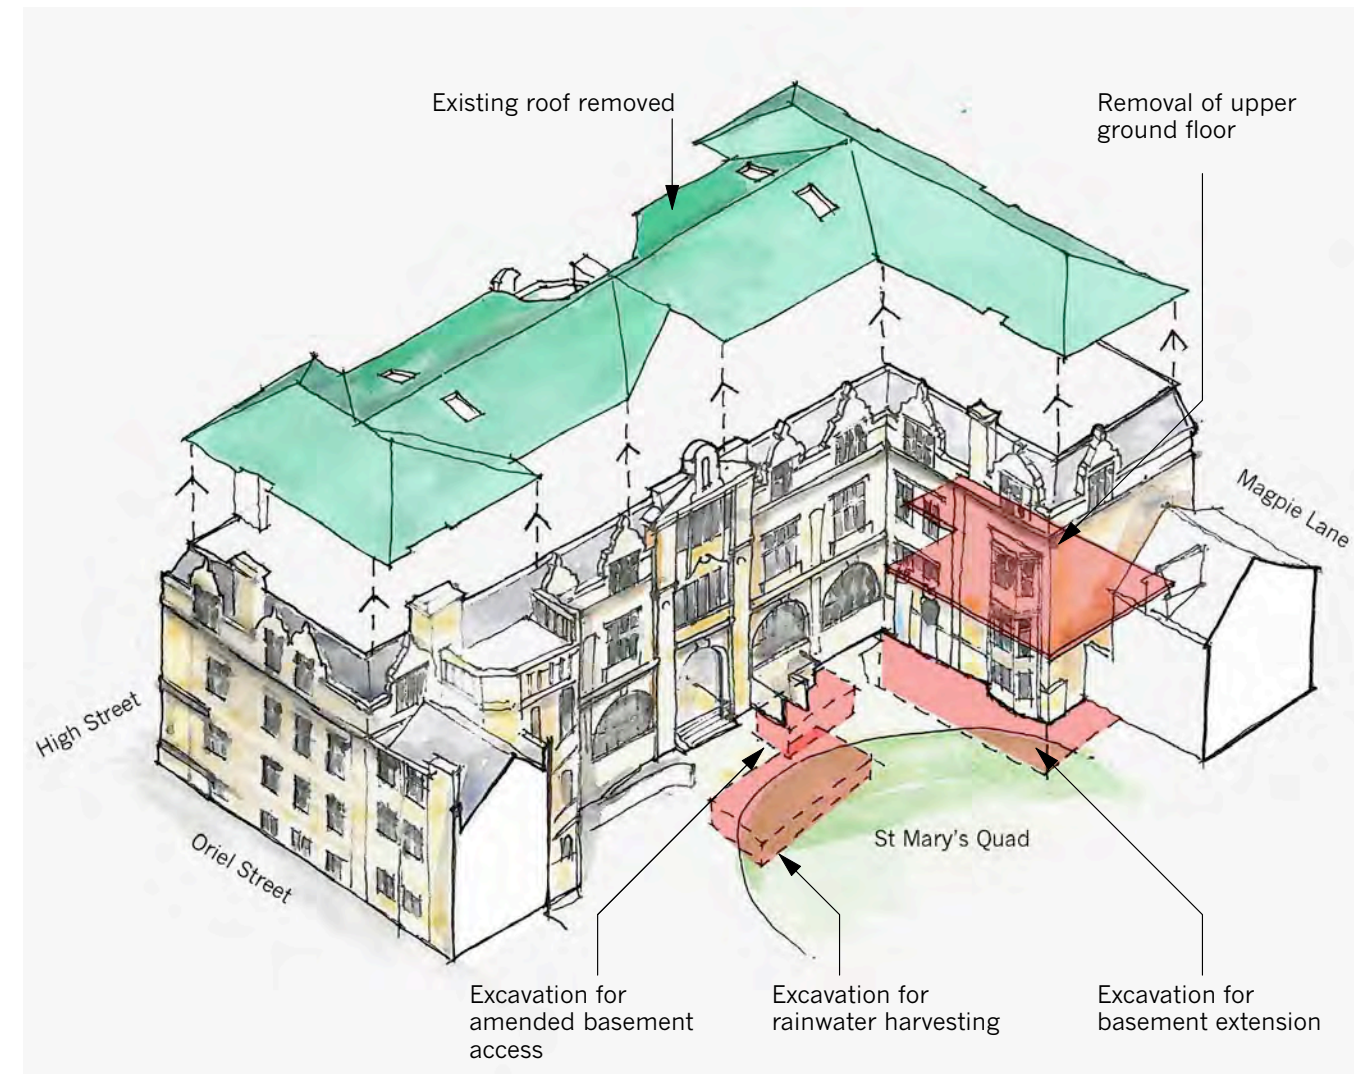 Existing roof removed
Removal of upper
ground floor
Magpie Lane
High Street
Oriel Street
St Mary's Quad
Excavation for
amended basement
access
Excavation for
rainwater harvesting
Excavation for
basement extension